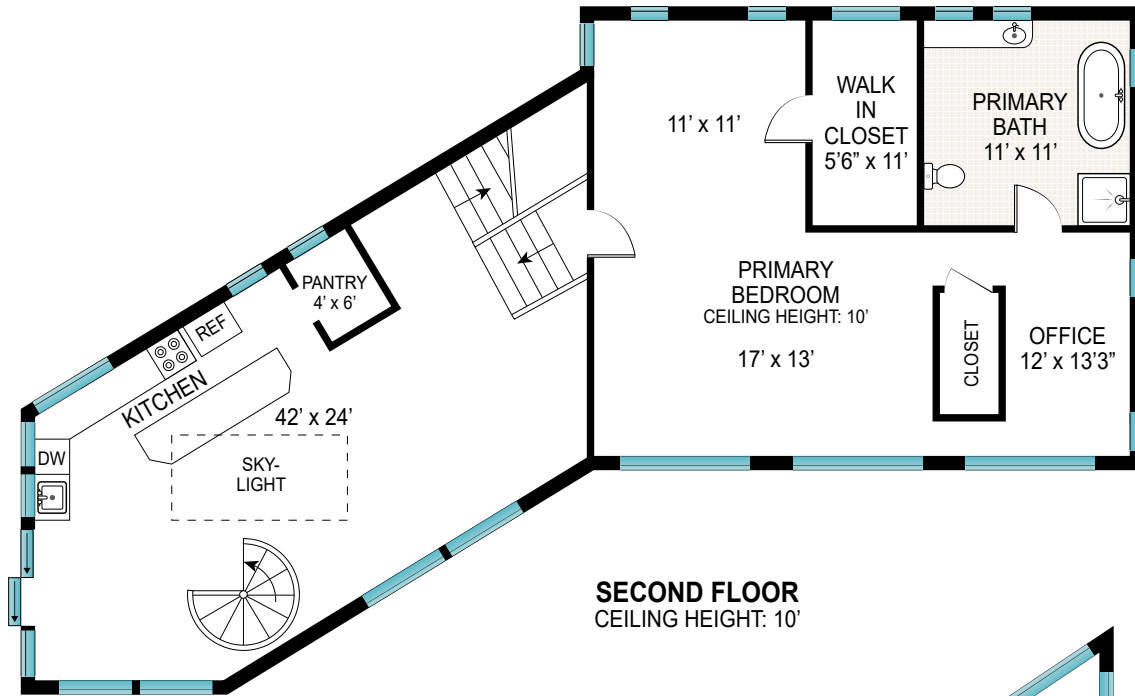 11' x 11'
WALK
IN
CLOSET
5'6” x 11'
PRIMARY
BATH
11' x 11'
PANTRY
4' x 6'
REF
KITCHEN
42' x 24'
DW
SKY-
LIGHT
PRIMARY
BEDROOM
CEILING HEIGHT: 10'
17' x 13'
CLOSET
OFFICE
12' x 13'3”
SECOND FLOOR
CEILING HEIGHT: 10'